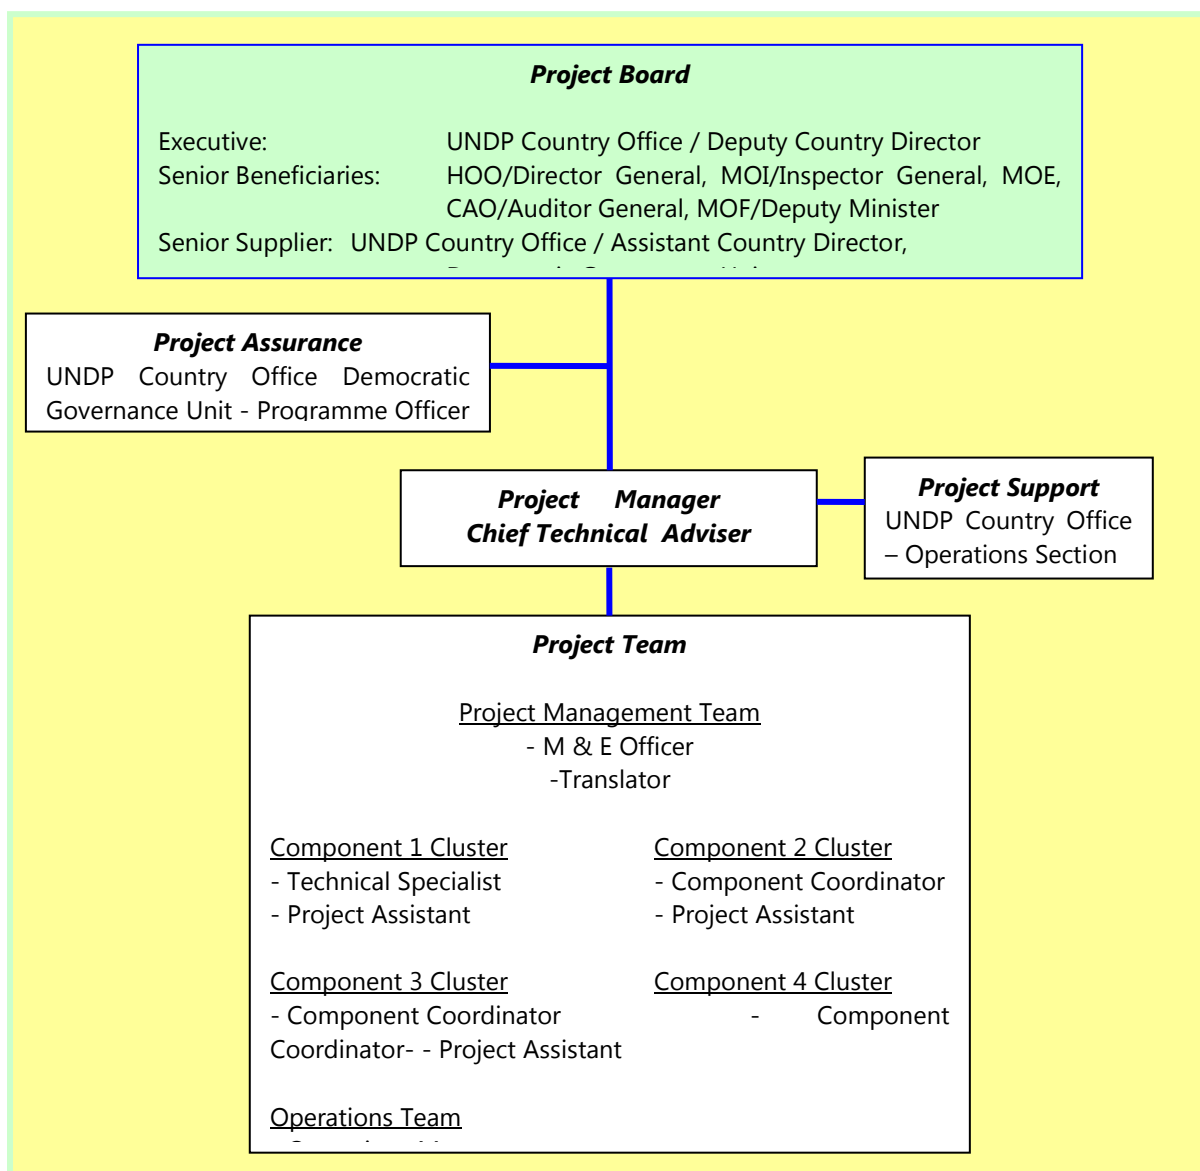 Project Board
Executive: UNDP Country Office / Deputy Country Director
Senior Beneficiaries: HOO/Director General, MOI/Inspector General, MOE,
CAO/Auditor General, MOF/Deputy Minister
Senior Supplier: UNDP Country Office / Assistant Country Director,
Project Assurance
UNDP Country Office Democratic
Governance Unit - Programme Officer
Project Manager
Chief Technical Adviser
Project Support
UNDP Country Office
– Operations Section
Project Team
Project Management Team
- M & E Officer
-Translator
Component 1 Cluster Component 2 Cluster
- Technical Specialist - Component Coordinator
- Project Assistant - Project Assistant
Component 3 Cluster Component 4 Cluster
- Component Coordinator - Component
Coordinator- - Project Assistant
Operations Team